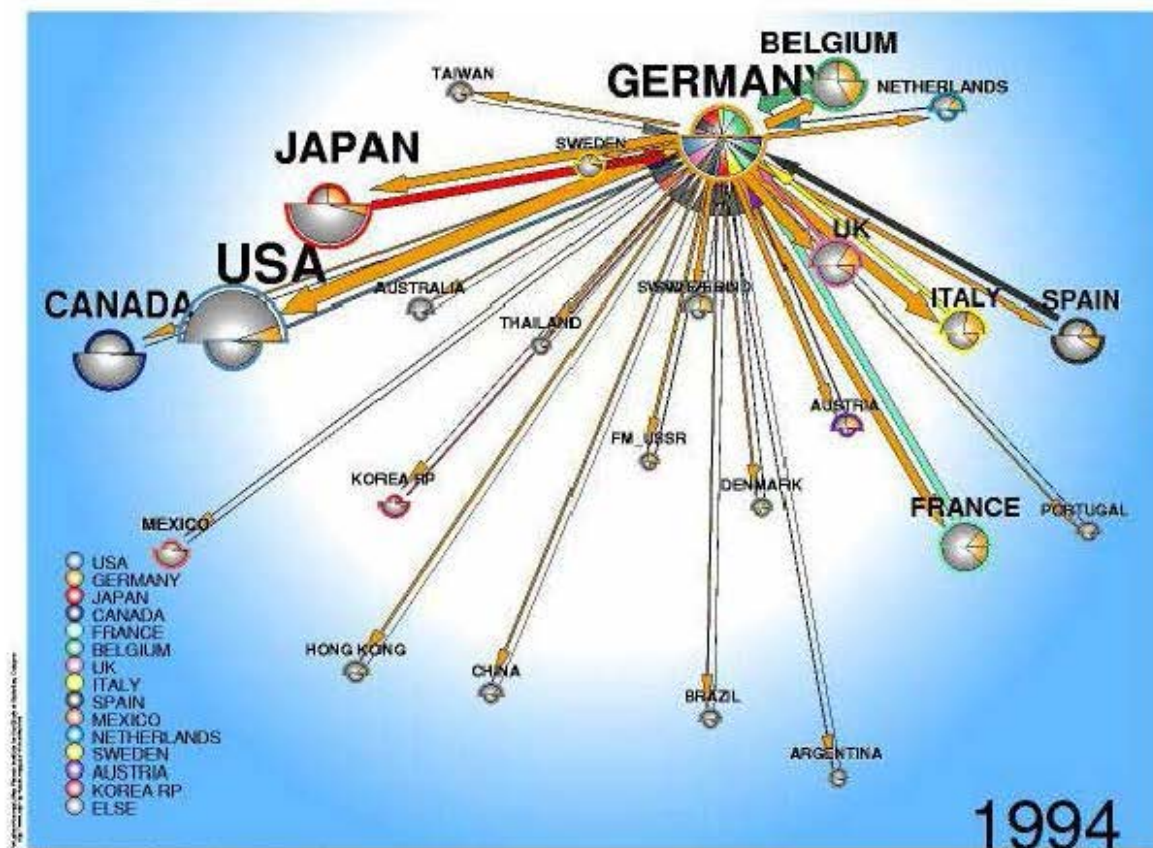 BELGIUM
TAIWAN
GERMANY
NETHERLANDS
JAPAN
SWEDEN
USA
UK
CANADA
AUSTRALIA
ITALY
SPAIN
THAILAND
AUSTRIA
FM_USSR
KOREA RP
DENMARK
FRANCE
PORTUGAL
MEXICO
USA
GERMANY
JAPAN
CANADA
FRANCE
BELGIUM
UK
ITALY
SPAIN
MEXICO
NETHERLANDS
SWEDEN
AUSTRIA
KOREA RP
ELSE
HONG KONG
CHINA
BRAZIL
ARGENTINA
1994